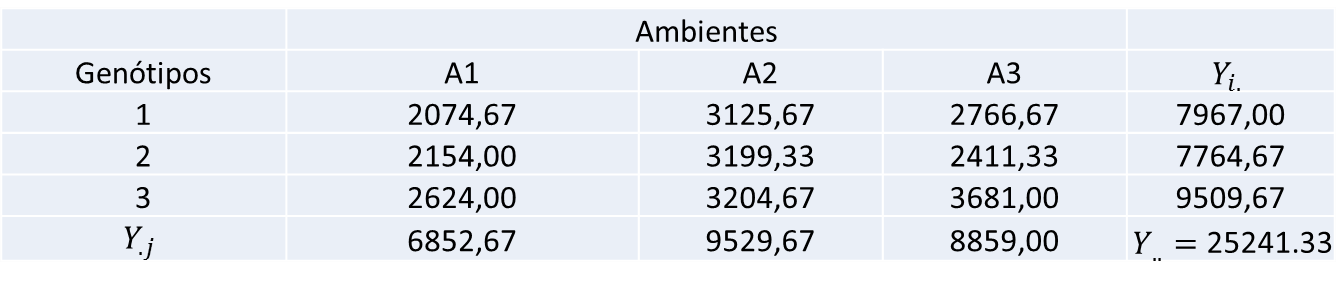 Ambientes
Genótipos A1 A2 A3 Yi.
1 2074,67 3125,67 2766,67 7967,00
2 2154,00 3199,33 2411,33 7764,67
3 2624,00 3204,67 3681,00 9509,67
Y.j 6852,67 9529,67 8859,00 Y.. = 25241.33